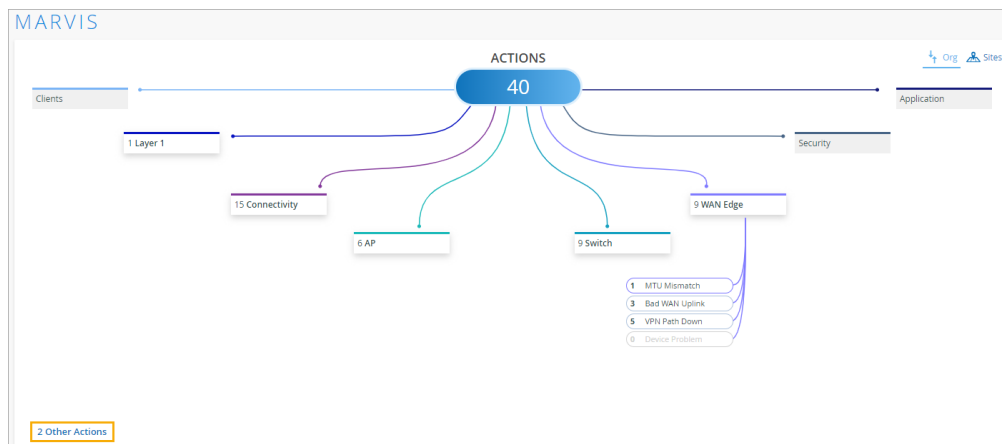 MARVIS
ACTIONS
40
Org
Sites
Clients
Application
1 Layer 1
Security
15 Connectivity
9 WAN Edge
6 AP
9 Switch
1 MTU Mismatch
3 Bad WAN Uplink
5 VPN Path Down
0 Device Problem
2 Other Actions